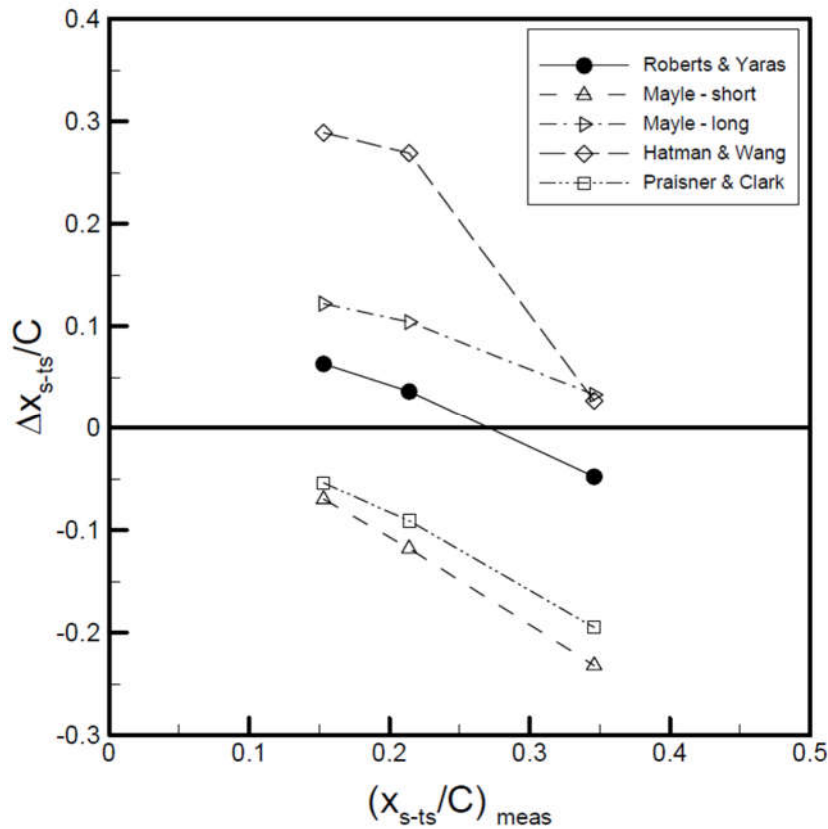 0.4
0.3
0.2
0.1
0
-0.1
-0.2
-0.3
Δx_{s-ts}/C
Roberts & Yaras
Mayle - short
Mayle - long
Hatman & Wang
Praisner & Clark
0 0.1 0.2 0.3 0.4 0.5
(x_{s-ts}/C)_{meas}